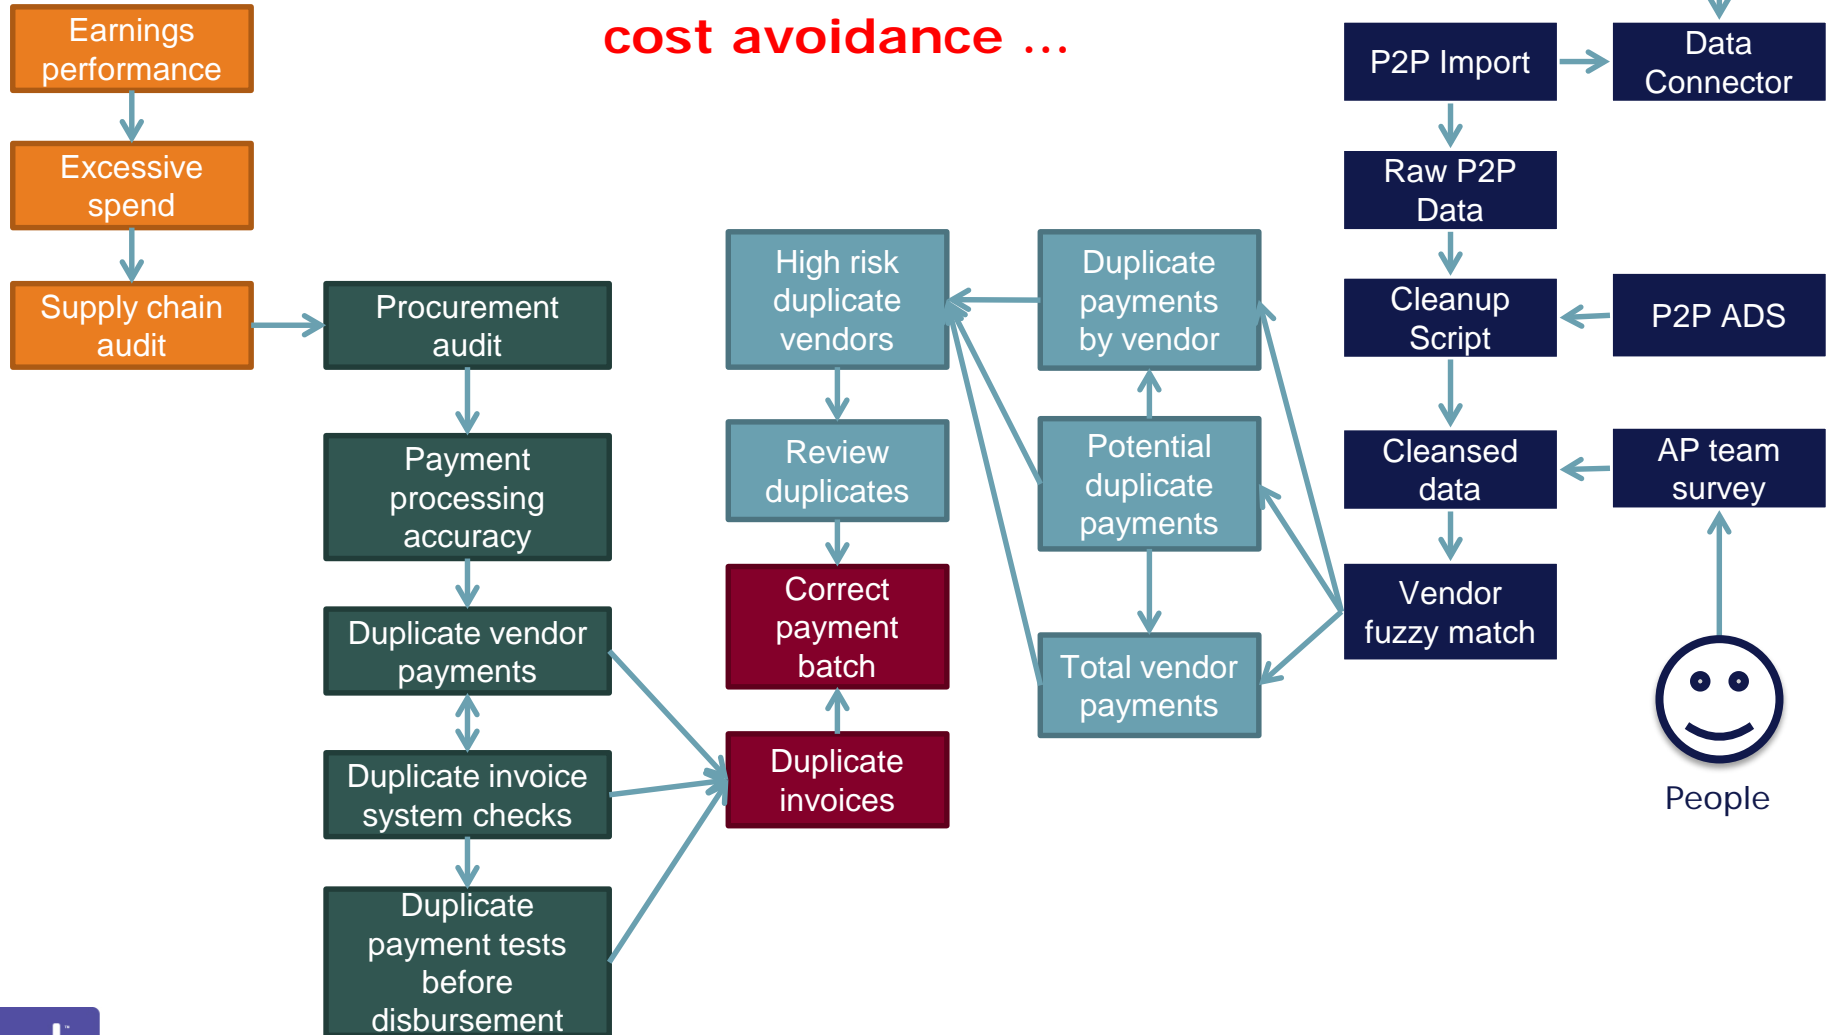 cost avoidance ...
Earnings
performance
Excessive
spend
Supply chain
audit
Procurement
audit
Payment
processing
accuracy
Duplicate vendor
payments
Duplicate invoice
system checks
Duplicate
payment tests
before
disbursement
High risk
duplicate
vendors
Review
duplicates
Correct
payment
batch
Duplicate
invoices
Duplicate
payments
by vendor
Potential
duplicate
payments
Total vendor
payments
P2P Import
Raw P2P
Data
Cleanup
Script
Cleansed
data
Vendor
fuzzy match
Data
Connector
P2P ADS
AP team
survey
People